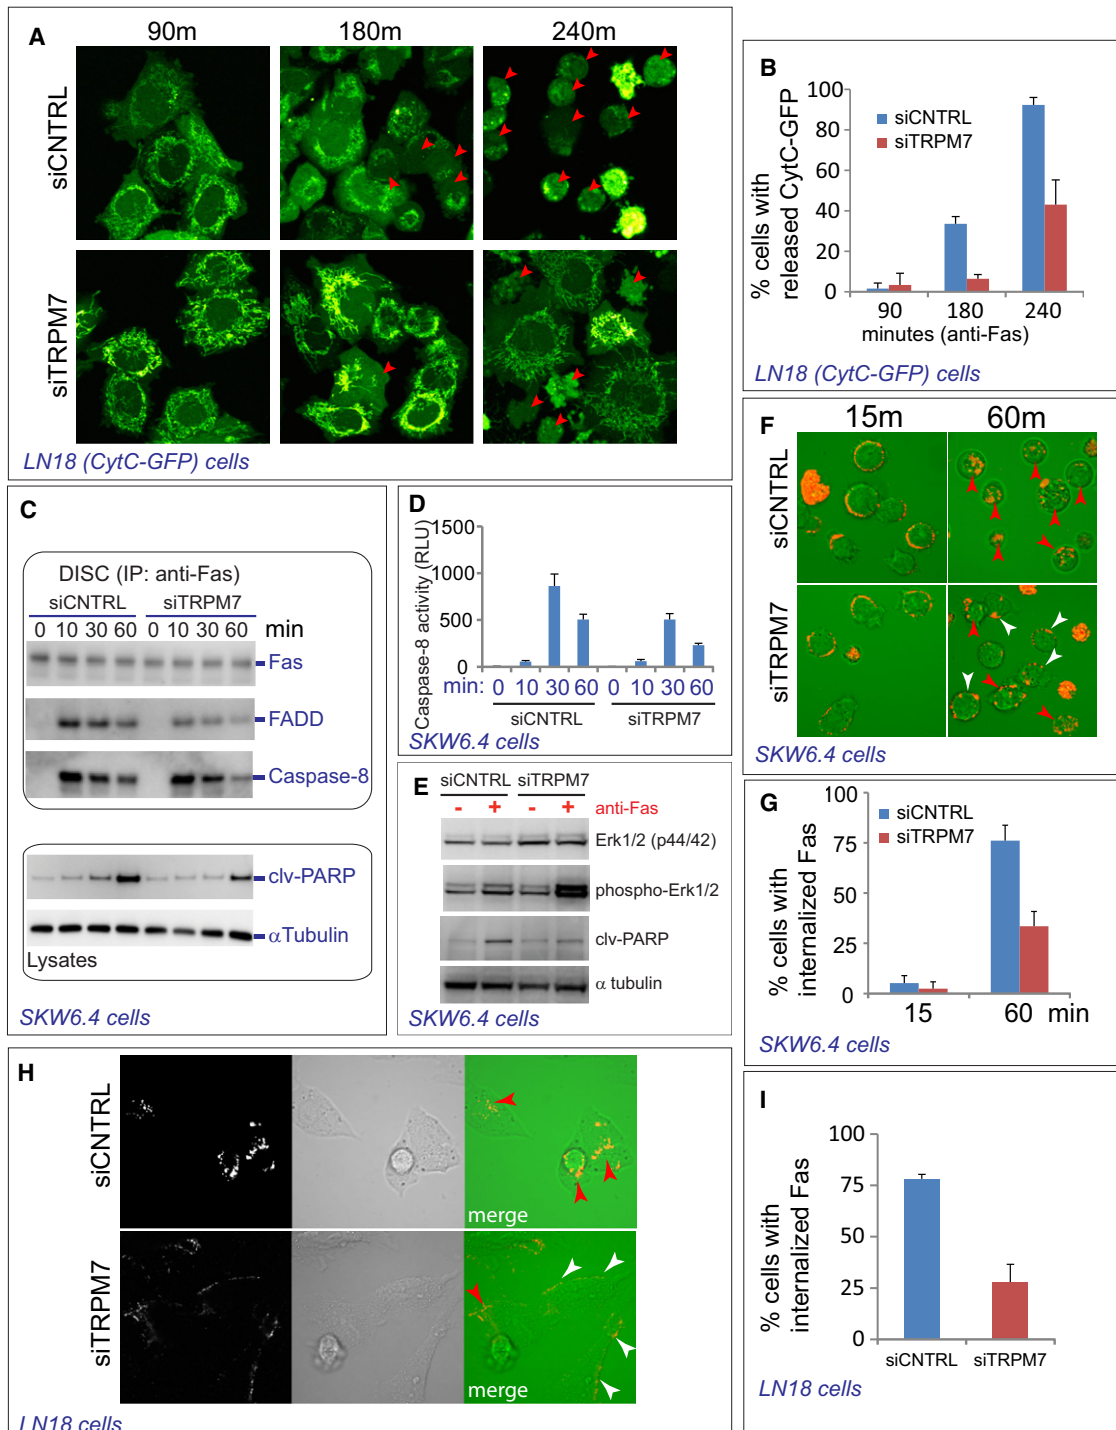 A
90m 180m 240m
siCNTRL
siTRPM7
LN18 (CytC-GFP) cells
B
% cells with
released CytC-GFP
100
80
60
40
20
0
siCNTRL
siTRPM7
90 180 240
minutes (anti-Fas)
LN18 (CytC-GFP) cells
C
DISC (IP: anti-Fas)
siCNTRL siTRPM7
0 10 30 60 0 10 30 60 min
Fas
FADD
Caspase-8
clv-PARP
αTubulin
Lysates
SKW6.4 cells
D
Caspase-8 activity (RLU)
1500
1000
500
0
min: 0 10 30 60 0 10 30 60
siCNTRL siTRPM7
SKW6.4 cells
E
siCNTRL siTRPM7
- + - + anti-Fas
Erk1/2 (p44/42)
phospho-Erk1/2
clv-PARP
α tubulin
SKW6.4 cells
F
15m 60m
siCNTRL
siTRPM7
SKW6.4 cells
G
% cells with
internalized Fas
100
75
50
25
0
siCNTRL
siTRPM7
15 60 min
SKW6.4 cells
H
siCNTRL
merge
siTRPM7
merge
LN18 cells
I
% cells with
internalized Fas
100
75
50
25
0
siCNTRL siTRPM7
LN18 cells